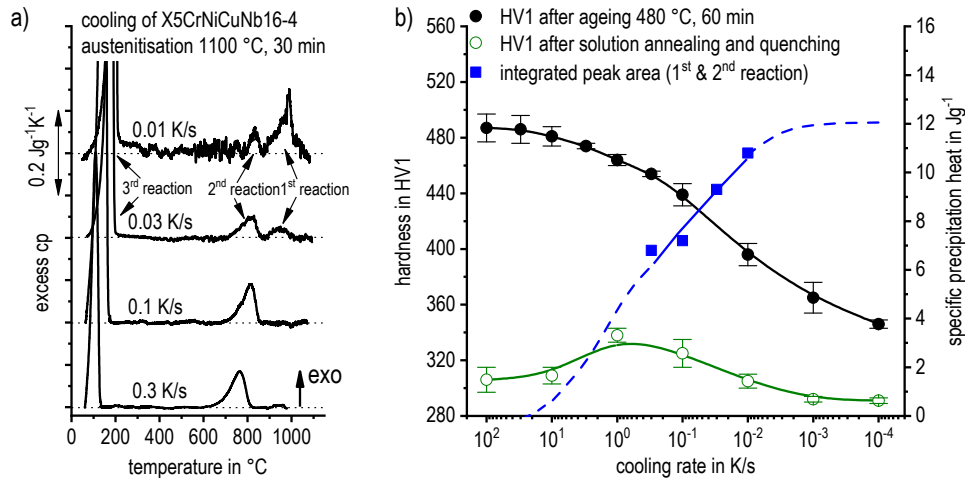 a)
cooling of X5CrNiCuNb16-4
austenitisation 1100 °C, 30 min
0.2 Jg⁻¹K⁻¹
excess cp
0.01 K/s
3rd reaction
2nd reaction
1st reaction
0.03 K/s
0.1 K/s
0.3 K/s
exo
0 200 400 600 800 1000
temperature in °C
b)
HV1 after ageing 480 °C, 60 min
HV1 after solution annealing and quenching
integrated peak area (1st & 2nd reaction)
hardness in HV1
560
520
480
440
400
360
320
280
16
14
12
10
8
6
4
2
0
specific precipitation heat in Jg⁻¹
10² 10¹ 10⁰ 10⁻¹ 10⁻² 10⁻³ 10⁻⁴
cooling rate in K/s